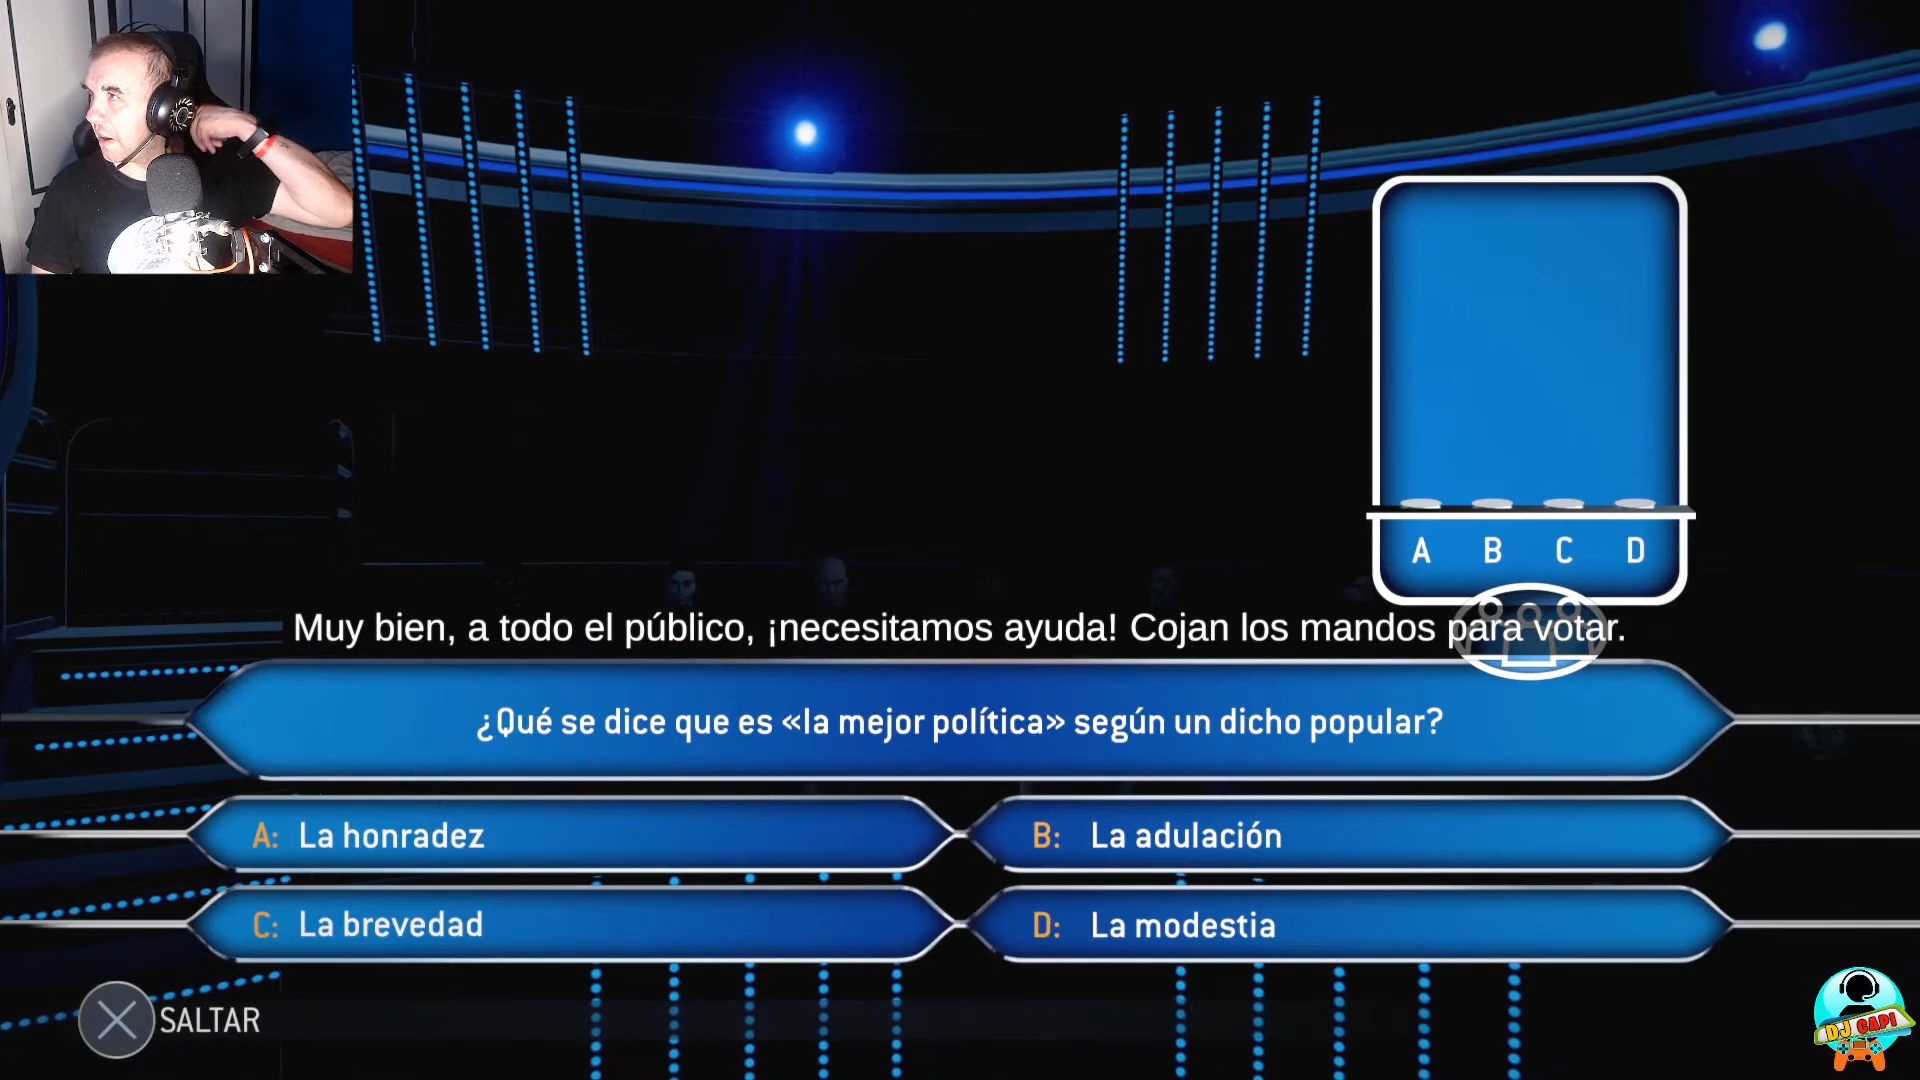 A B C D
Muy bien, a todo el público, ¡necesitamos ayuda! Cojan los mandos para votar.
¿Qué se dice que es «la mejor política» según un dicho popular?
A: La honradez
B: La adulación
C: La brevedad
D: La modestia
SALTAR
DJ CAPI